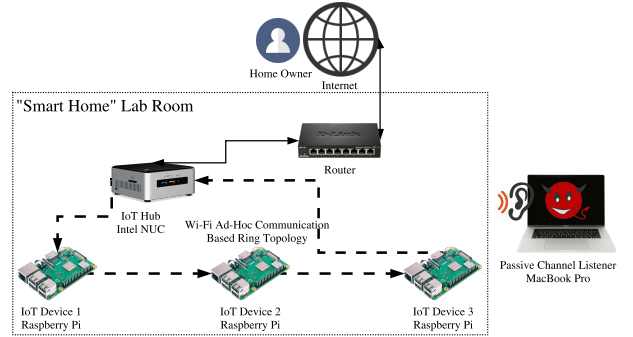 Home Owner
Internet
"Smart Home" Lab Room
D-Link
Router
IoT Hub
Intel NUC
Wi-Fi Ad-Hoc Communication
Based Ring Topology
Passive Channel Listener
MacBook Pro
IoT Device 1
Raspberry Pi
IoT Device 2
Raspberry Pi
IoT Device 3
Raspberry Pi